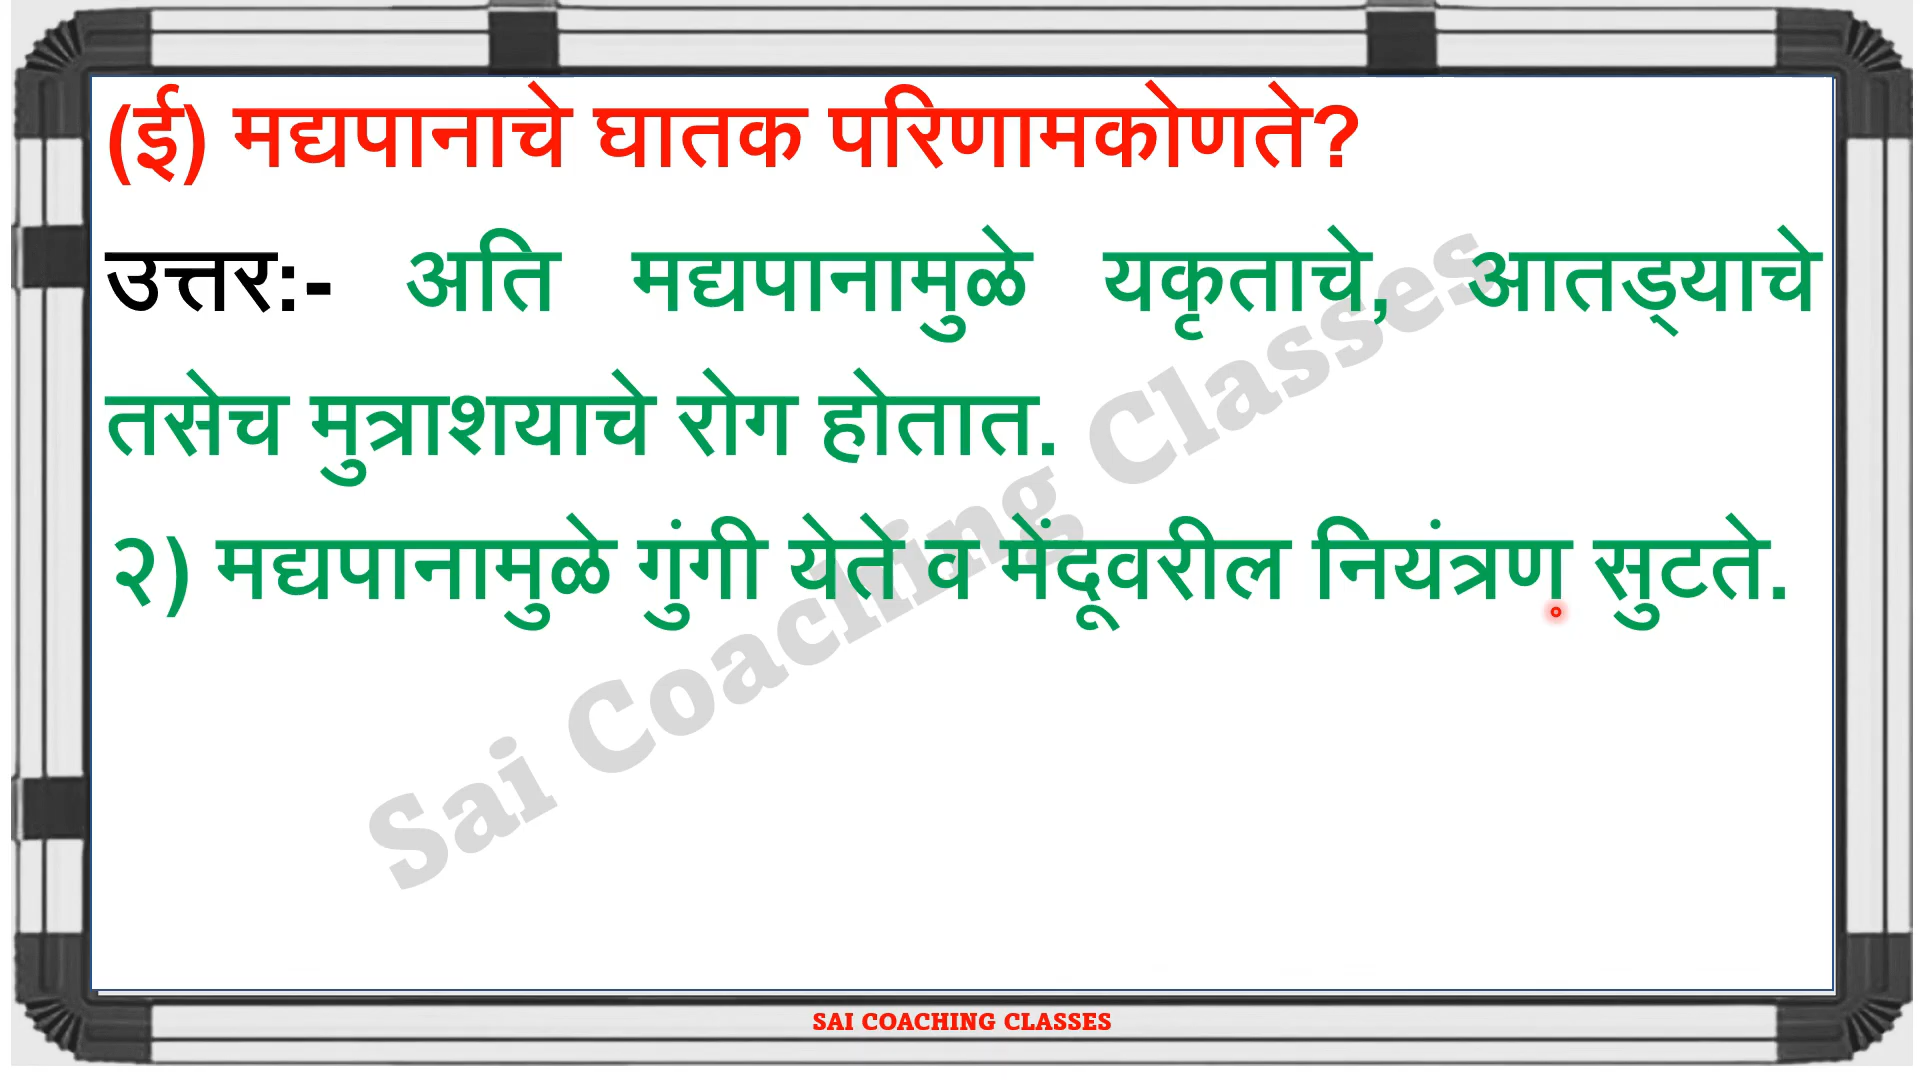 (ई) मद्यपानाचे घातक परिणामकोणते?
उत्तर:- अति मद्यपानामुळे यकृताचे, आतड्याचे
तसेच मुत्राशयाचे रोग होतात.
२) मद्यपानामुळे गुंगी येते व मेंदूवरील नियंत्रण सुटते.
Sai Coaching Classes
SAI COACHING CLASSES